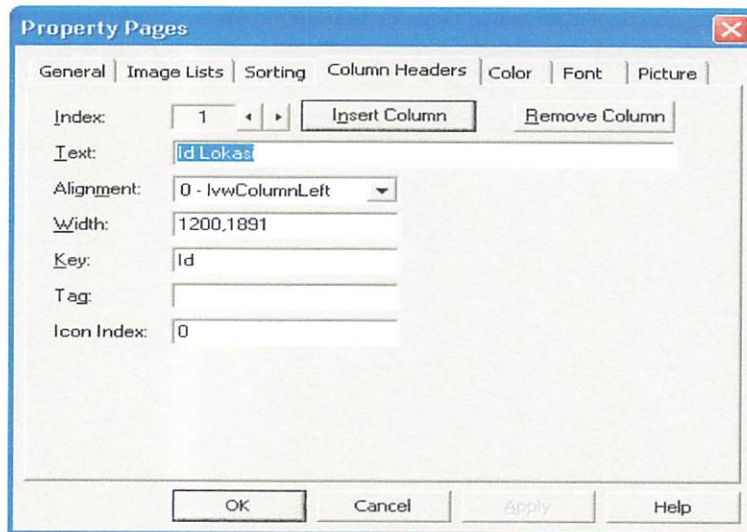 Property Pages
General Image Lists Sorting Column Headers Color Font Picture
Index: 1 Insert Column Remove Column
Text: Id Lokasi
Alignment: 0 - lvwColumnLeft
Width: 1200,1891
Key: Id
Tag:
Icon Index: 0
OK Cancel Apply Help